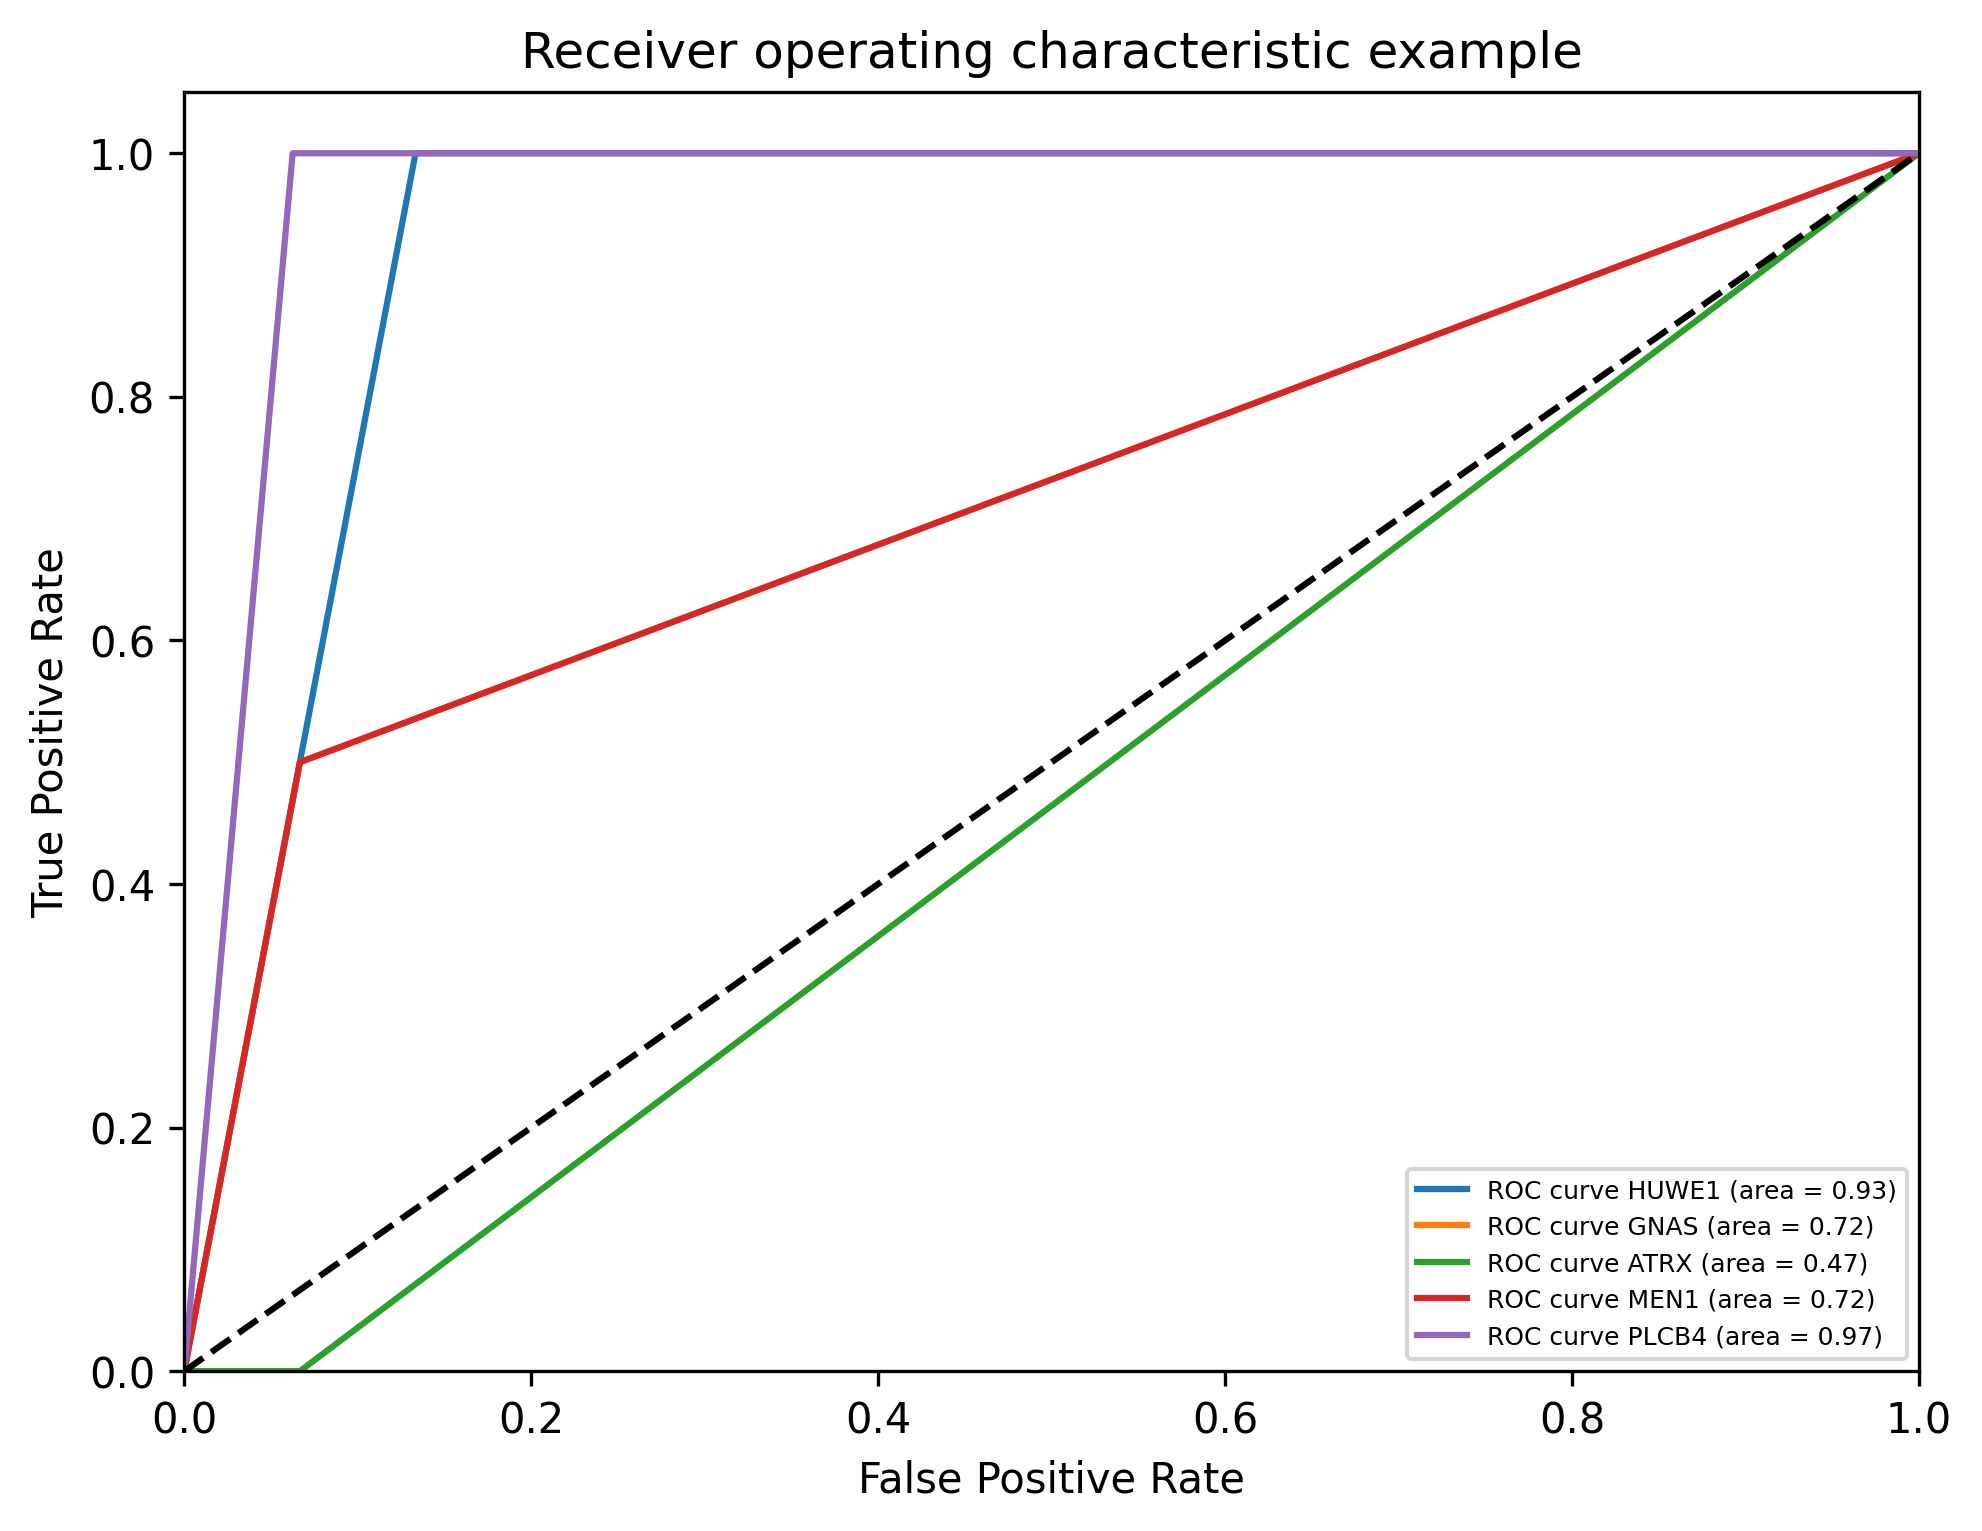 Receiver operating characteristic example
True Positive Rate
1.0
0.8
0.6
0.4
0.2
0.0
0.0 0.2 0.4 0.6 0.8 1.0
False Positive Rate
ROC curve HUWE1 (area = 0.93)
ROC curve GNAS (area = 0.72)
ROC curve ATRX (area = 0.47)
ROC curve MEN1 (area = 0.72)
ROC curve PLCB4 (area = 0.97)